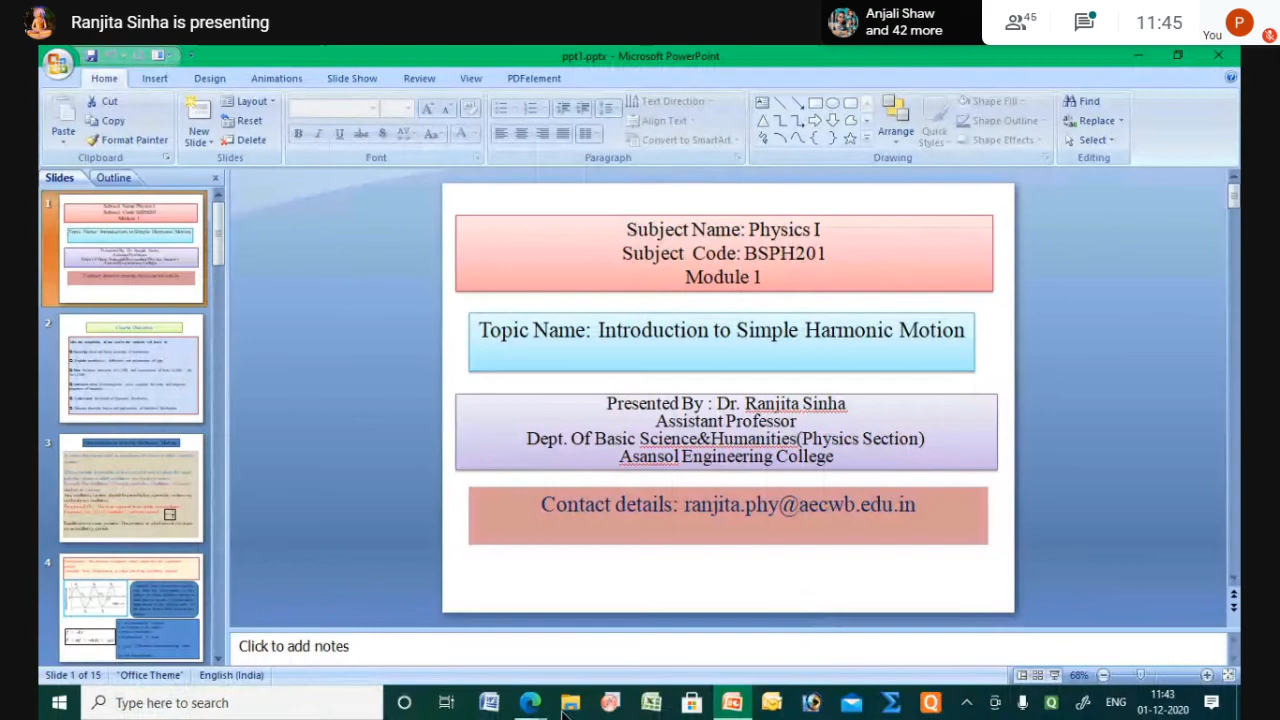 Ranjita Sinha is presenting
Anjali Shaw
and 42 more
45
11:45
You
P
ppt1.pptx - Microsoft PowerPoint
Home Insert Design Animations Slide Show Review View PDFelement
Cut
Copy
Format Painter
Paste
Clipboard
New
Slide
Layout
Reset
Delete
Slides
Font
Text Direction
Align Text
Convert to SmartArt
Paragraph
Arrange
Quick
Styles
Shape Fill
Shape Outline
Shape Effects
Drawing
Find
Replace
Select
Editing
Slides Outline
1
2
3
4
Subject Name: Physics I
Subject Code: BSPH201
Module 1
Topic Name: Introduction to Simple Harmonic Motion
Presented By : Dr. Ranjita Sinha
Assistant Professor
Dept. Of Basic Science&Humanities(Physics Section)
Asansol Engineering College
Contact details: ranjita.phy@aecwb.edu.in
Click to add notes
Slide 1 of 15 "Office Theme" English (India) 68%
Type here to search
ENG
11:43
01-12-2020